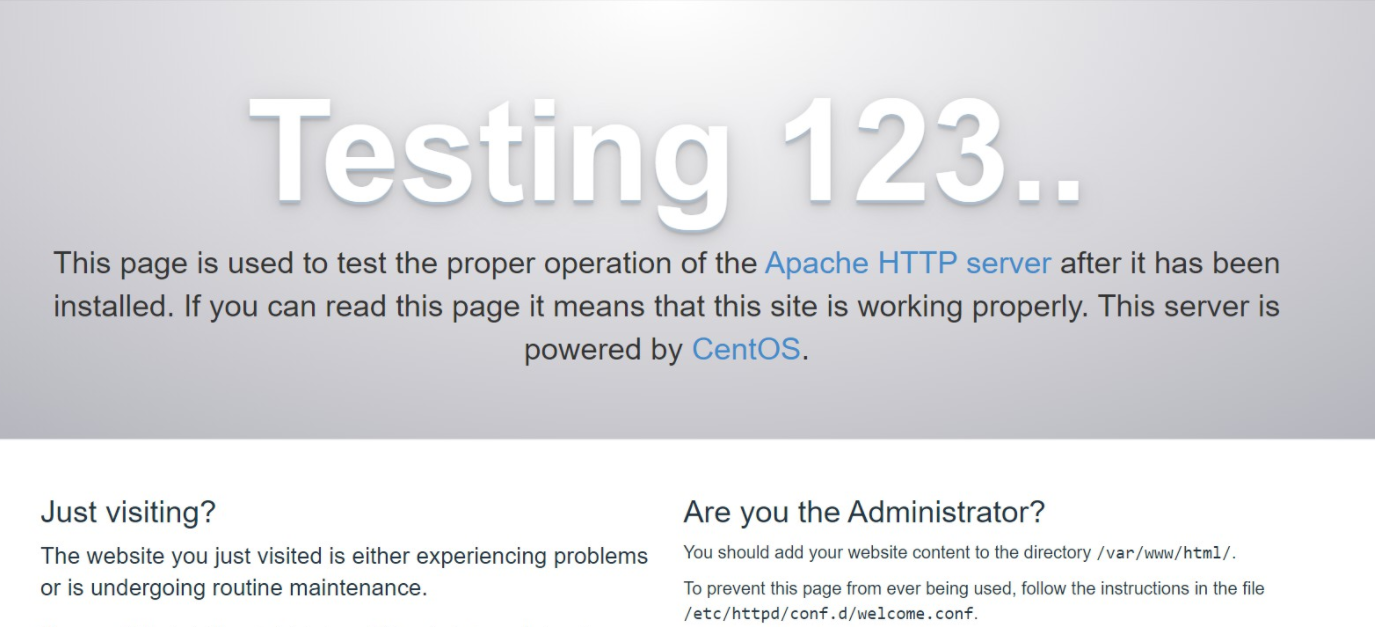 Testing 123..
This page is used to test the proper operation of the Apache HTTP server after it has been
installed. If you can read this page it means that this site is working properly. This server is
powered by CentOS.
Just visiting?
The website you just visited is either experiencing problems
or is undergoing routine maintenance.
Are you the Administrator?
You should add your website content to the directory /var/www/html/.
To prevent this page from ever being used, follow the instructions in the file
/etc/httpd/conf.d/welcome.conf.